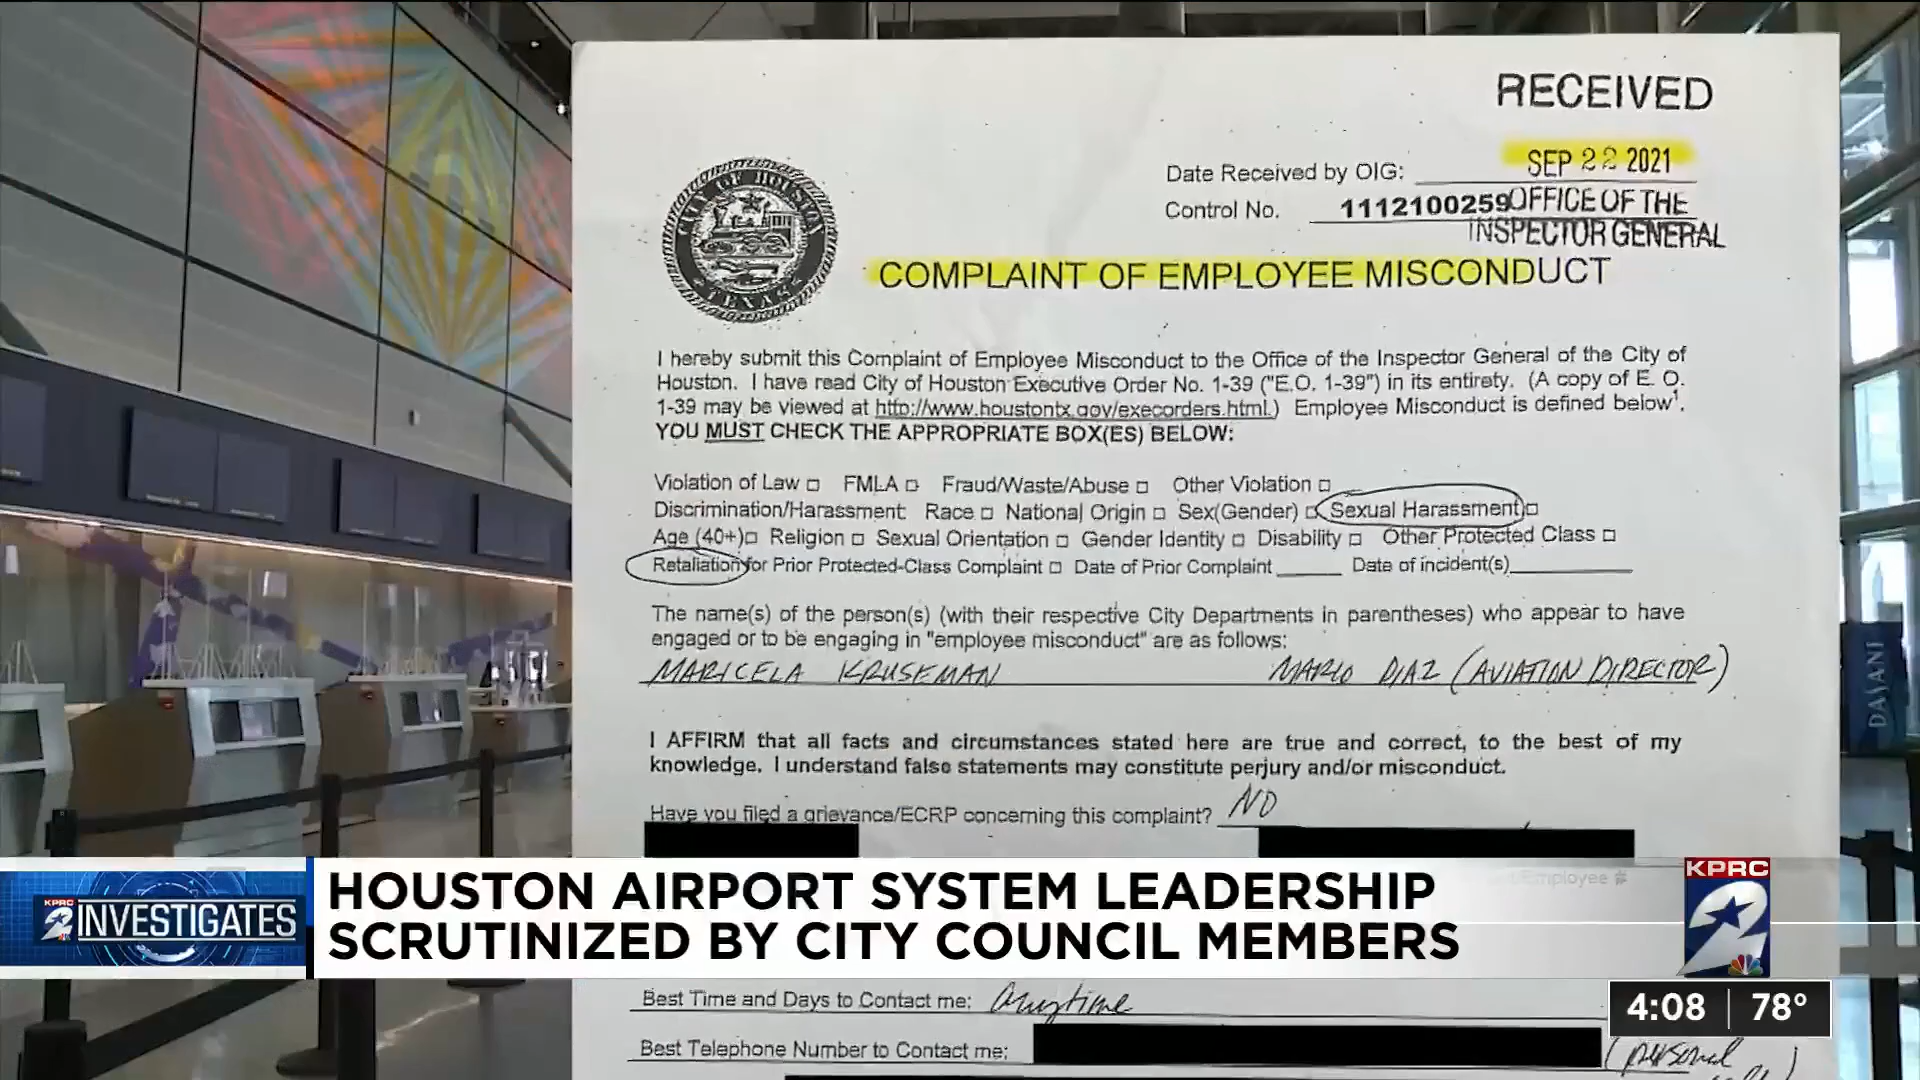 RECEIVED
SEP 22 2021
Date Received by OIG:
Control No. 1112100259
OFFICE OF THE
INSPECTOR GENERAL
CITY OF HOUSTON
TEXAS
COMPLAINT OF EMPLOYEE MISCONDUCT
I hereby submit this Complaint of Employee Misconduct to the Office of the Inspector General of the City of
Houston. I have read City of Houston Executive Order No. 1-39 ("E.O. 1-39") in its entirety. (A copy of E. O.
1-39 may be viewed at http://www.houstontx.gov/execorders.html.) Employee Misconduct is defined below¹.
YOU MUST CHECK THE APPROPRIATE BOX(ES) BELOW:
Violation of Law □ FMLA □ Fraud/Waste/Abuse □ Other Violation □
Discrimination/Harassment: Race □ National Origin □ Sex(Gender) □ Sexual Harassment □
Age (40+) □ Religion □ Sexual Orientation □ Gender Identity □ Disability □ Other Protected Class □
Retaliation for Prior Protected-Class Complaint □ Date of Prior Complaint ______ Date of incident(s)__________
The name(s) of the person(s) (with their respective City Departments in parentheses) who appear to have
engaged or to be engaging in "employee misconduct" are as follows:
MARICELA KRUSEMAN MARIO DIAZ (AVIATION DIRECTOR)
I AFFIRM that all facts and circumstances stated here are true and correct, to the best of my
knowledge. I understand false statements may constitute perjury and/or misconduct.
Have you filed a grievance/ECRP concerning this complaint? NO
Employee #
KPRC 2 INVESTIGATES
HOUSTON AIRPORT SYSTEM LEADERSHIP
SCRUTINIZED BY CITY COUNCIL MEMBERS
KPRC
2
Best Time and Days to Contact me: Anytime
4:08 78°
Best Telephone Number to Contact me:
(personal
DASANI